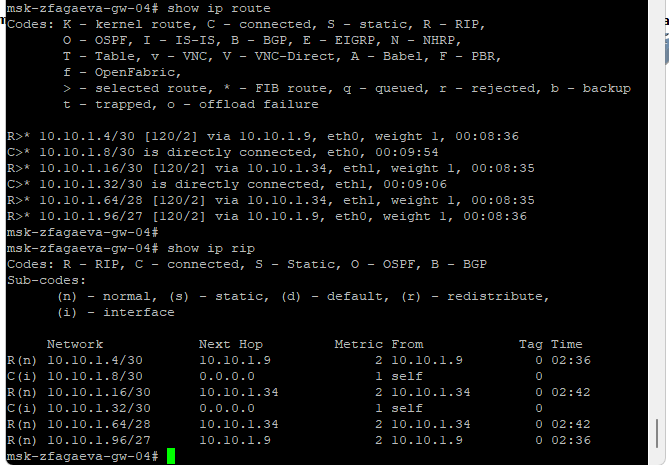 msk-zfagaeva-gw-04# show ip route
Codes: K - kernel route, C - connected, S - static, R - RIP,
       O - OSPF, I - IS-IS, B - BGP, E - EIGRP, N - NHRP,
       T - Table, v - VNC, V - VNC-Direct, A - Babel, F - PBR,
       f - OpenFabric,
       > - selected route, * - FIB route, q - queued, r - rejected, b - backup
       t - trapped, o - offload failure

R>* 10.10.1.4/30 [120/2] via 10.10.1.9, eth0, weight 1, 00:08:36
C>* 10.10.1.8/30 is directly connected, eth0, 00:09:54
R>* 10.10.1.16/30 [120/2] via 10.10.1.34, eth1, weight 1, 00:08:35
C>* 10.10.1.32/30 is directly connected, eth1, 00:09:06
R>* 10.10.1.64/28 [120/2] via 10.10.1.34, eth1, weight 1, 00:08:35
R>* 10.10.1.96/27 [120/2] via 10.10.1.9, eth0, weight 1, 00:08:36
msk-zfagaeva-gw-04#
msk-zfagaeva-gw-04# show ip rip
Codes: R - RIP, C - connected, S - Static, O - OSPF, B - BGP
Sub-codes:
      (n) - normal, (s) - static, (d) - default, (r) - redistribute,
      (i) - interface

     Network            Next Hop         Metric From            Tag Time
R(n) 10.10.1.4/30       10.10.1.9             2 10.10.1.9         0 02:36
C(i) 10.10.1.8/30       0.0.0.0               1 self              0
R(n) 10.10.1.16/30      10.10.1.34            2 10.10.1.34        0 02:42
C(i) 10.10.1.32/30      0.0.0.0               1 self              0
R(n) 10.10.1.64/28      10.10.1.34            2 10.10.1.34        0 02:42
R(n) 10.10.1.96/27      10.10.1.9             2 10.10.1.9         0 02:36
msk-zfagaeva-gw-04#